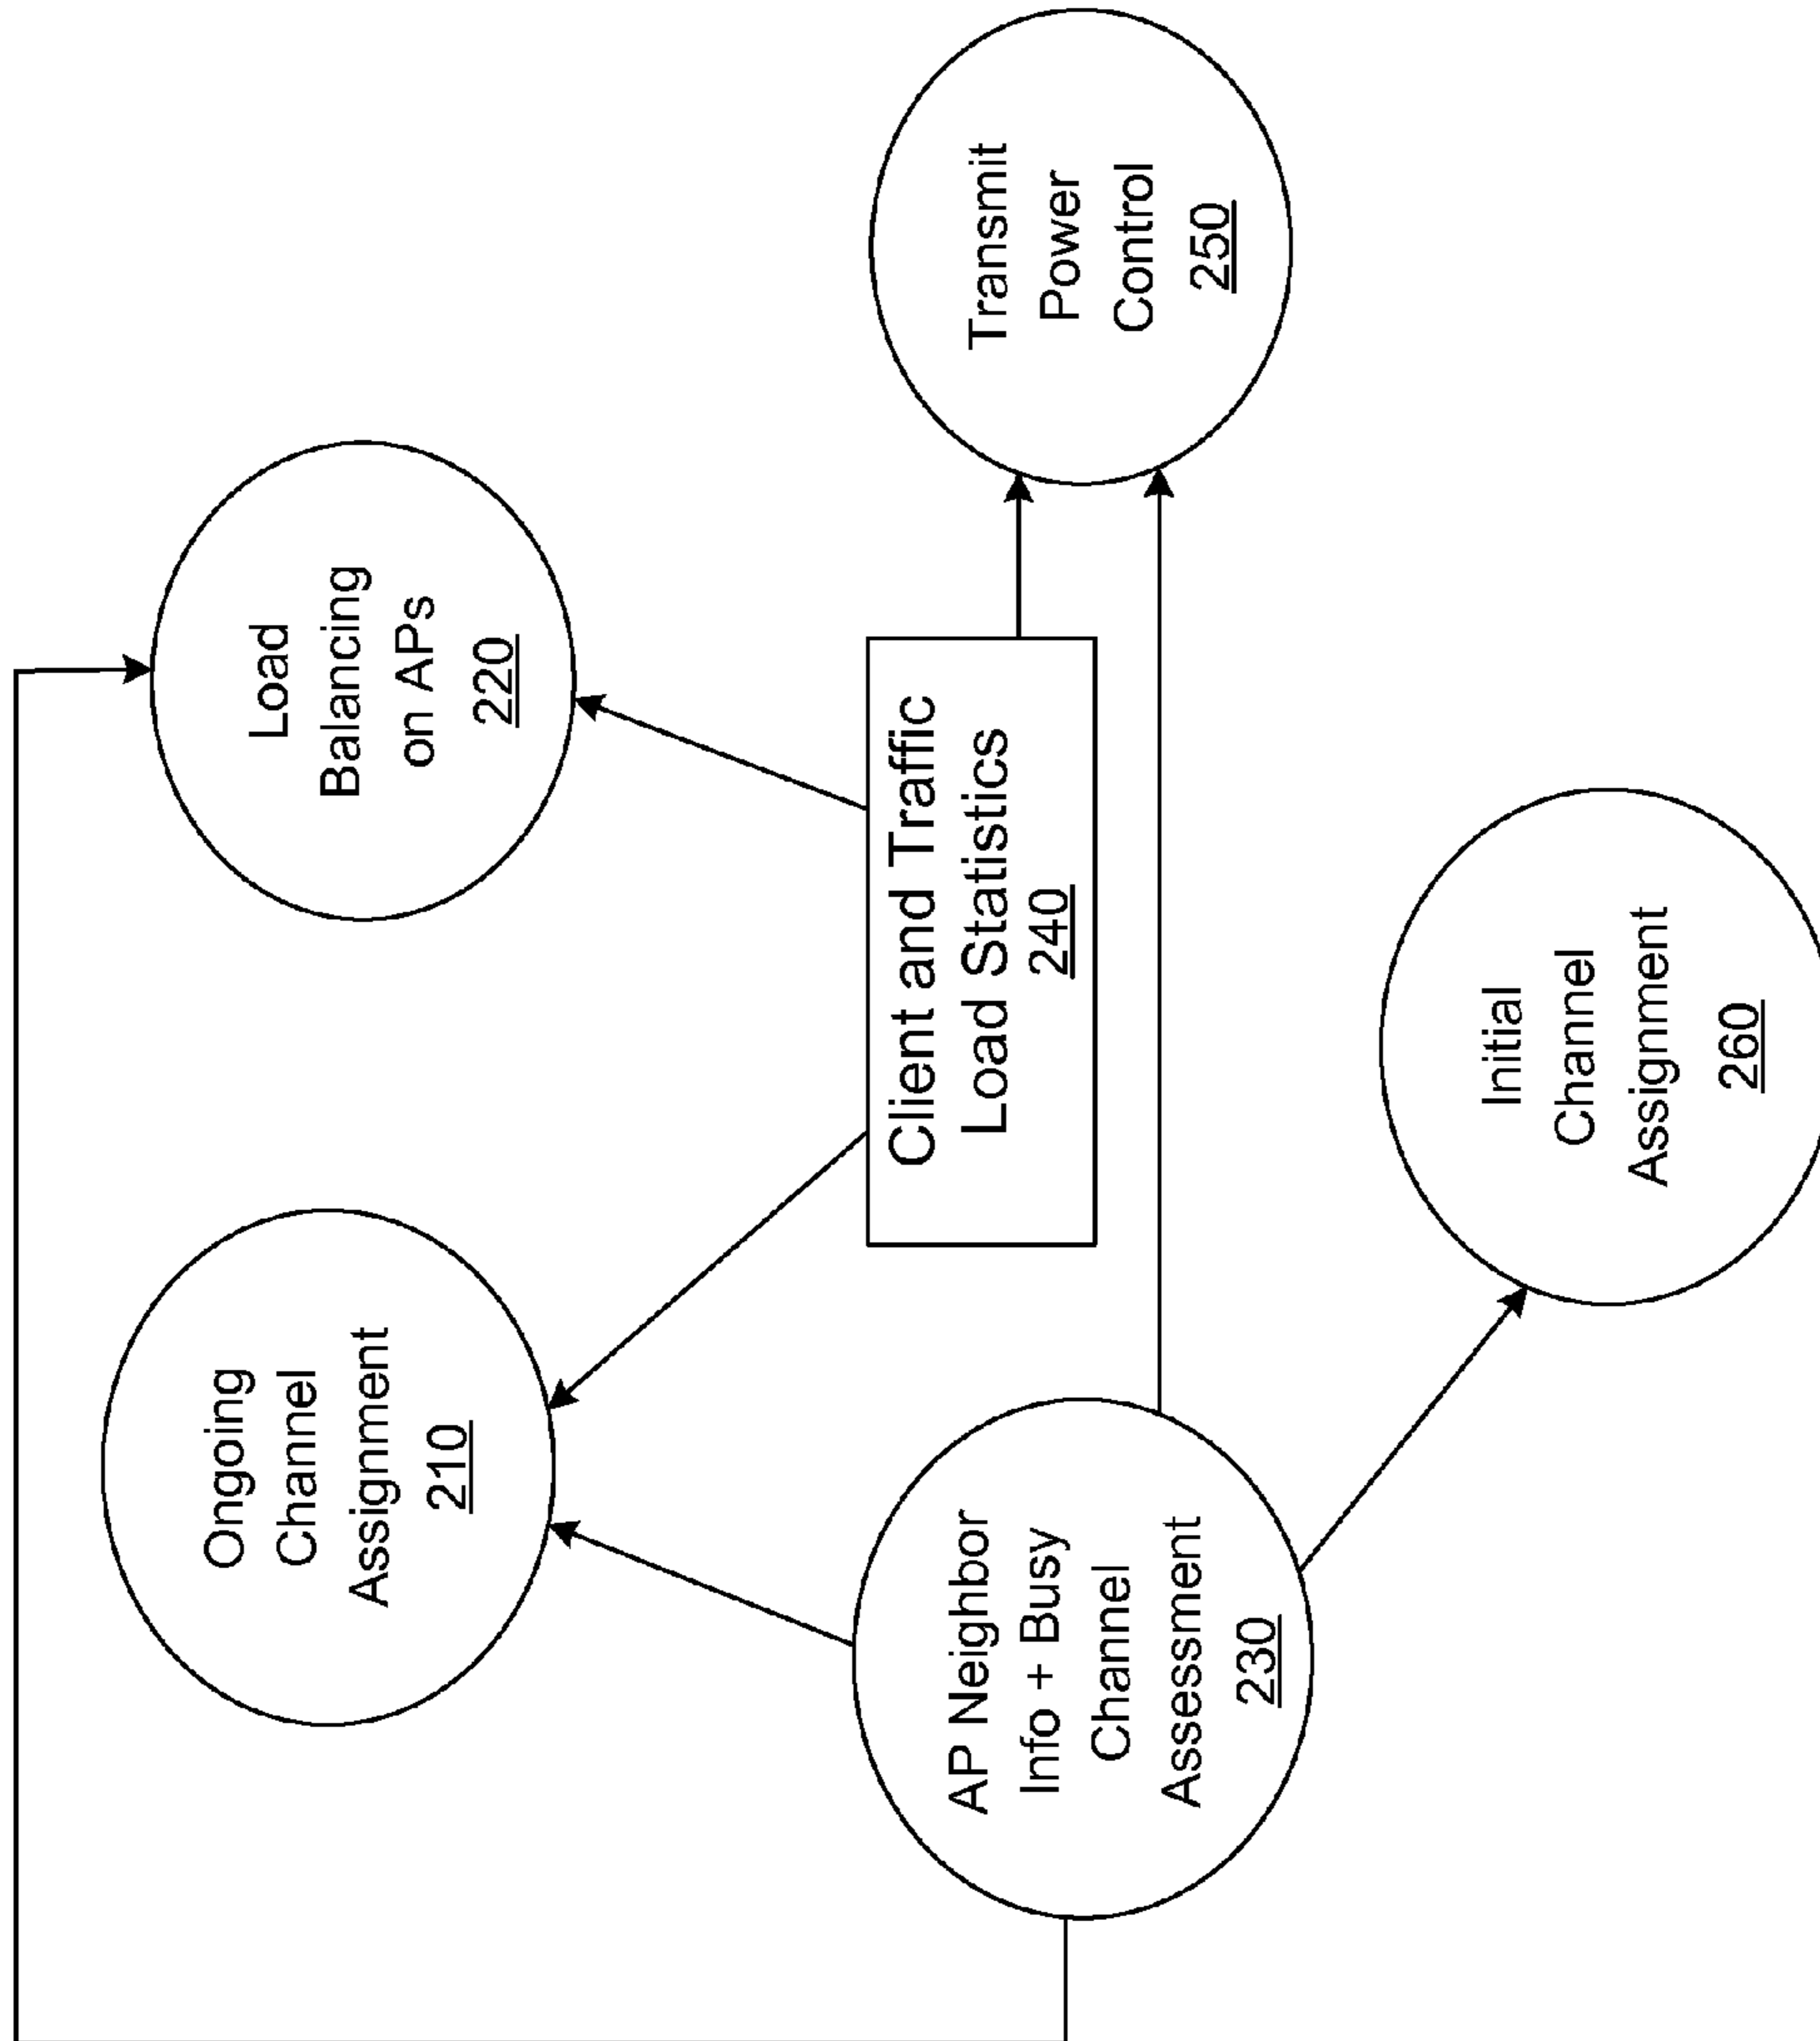 Ongoing
Channel
Assignment
210
Load
Balancing
on APs
220
AP Neighbor
Info + Busy
Channel
Assessment
230
Client and Traffic
Load Statistics
240
Transmit
Power
Control
250
Initial
Channel
Assignment
260